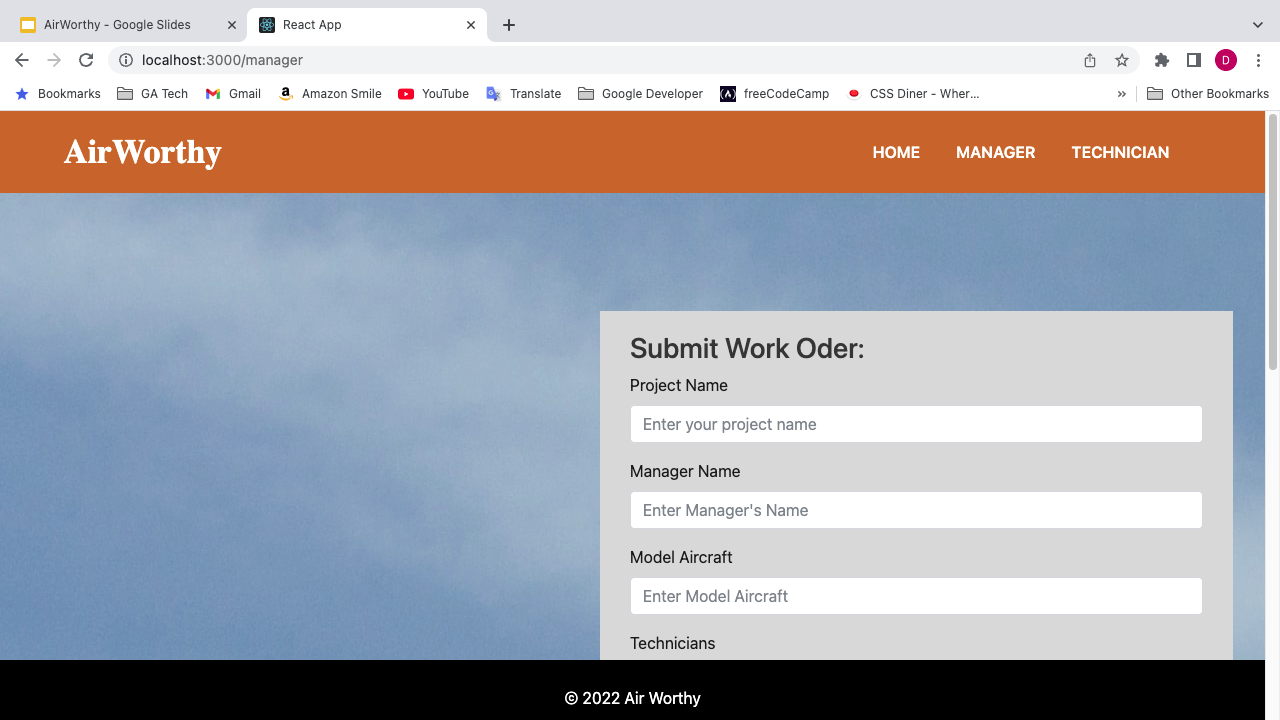 AirWorthy - Google Slides
React App
localhost:3000/manager
D
Bookmarks
GA Tech
Gmail
Amazon Smile
YouTube
Translate
Google Developer
freeCodeCamp
CSS Diner - Wher...
»
Other Bookmarks
AirWorthy
HOME
MANAGER
TECHNICIAN
Submit Work Oder:
Project Name
Enter your project name
Manager Name
Enter Manager's Name
Model Aircraft
Enter Model Aircraft
Technicians
© 2022 Air Worthy